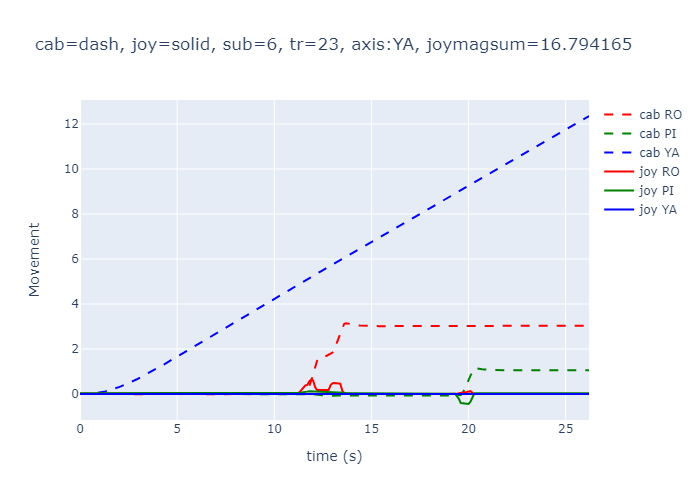 cab=dash, joy=solid, sub=6, tr=23, axis:YA, joymagsum=16.794165
Movement
12
10
8
6
4
2
0
0 5 10 15 20 25
time (s)
cab RO
cab PI
cab YA
joy RO
joy PI
joy YA